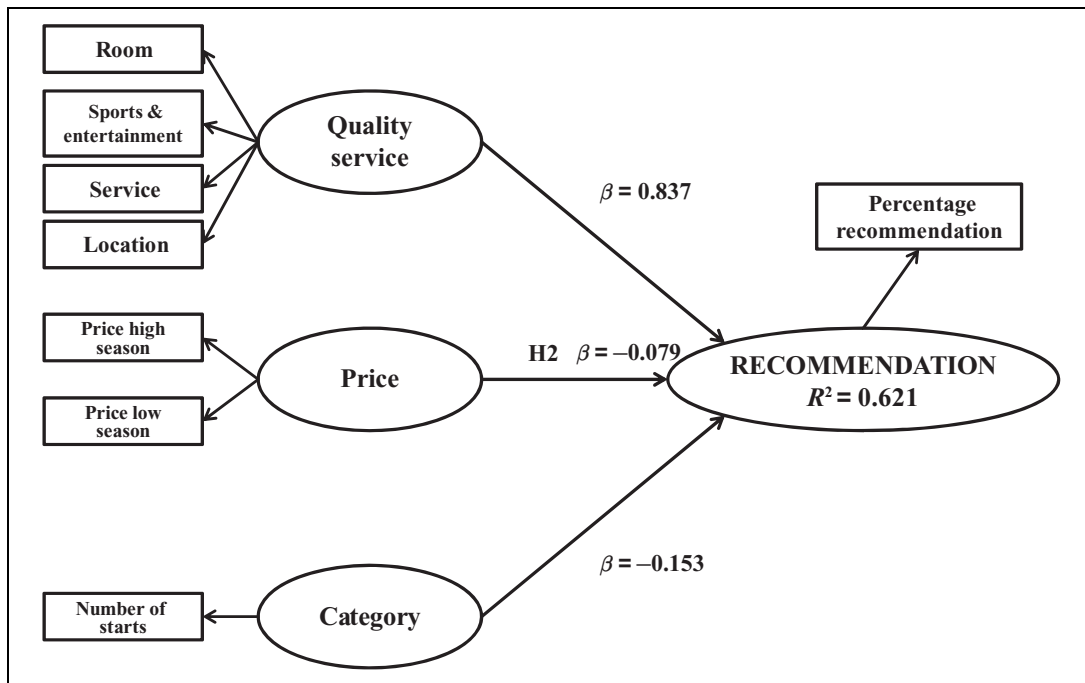 Room
Sports &
entertainment
Service
Location
Quality
service
β = 0.837
Percentage
recommendation
Price high
season
Price low
season
Price
H2 β = −0.079
RECOMMENDATION
R² = 0.621
β = −0.153
Number of
starts
Category